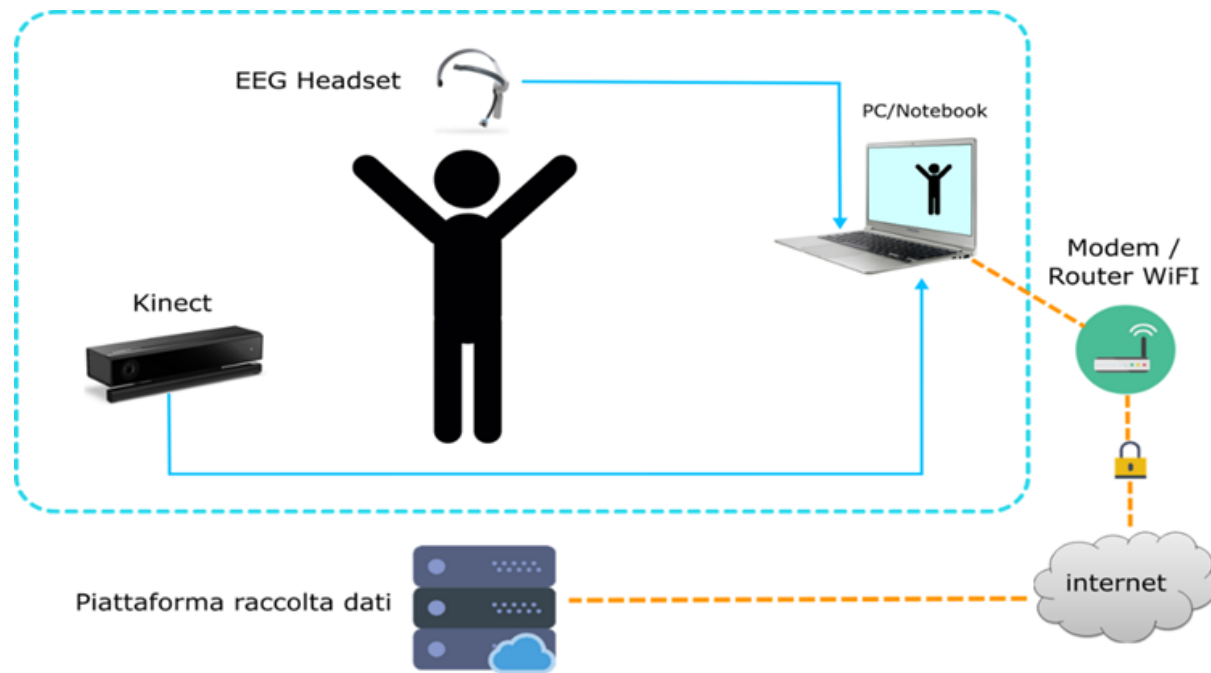 EEG Headset
PC/Notebook
Modem /
Router WiFI
Kinect
internet
Piattaforma raccolta dati